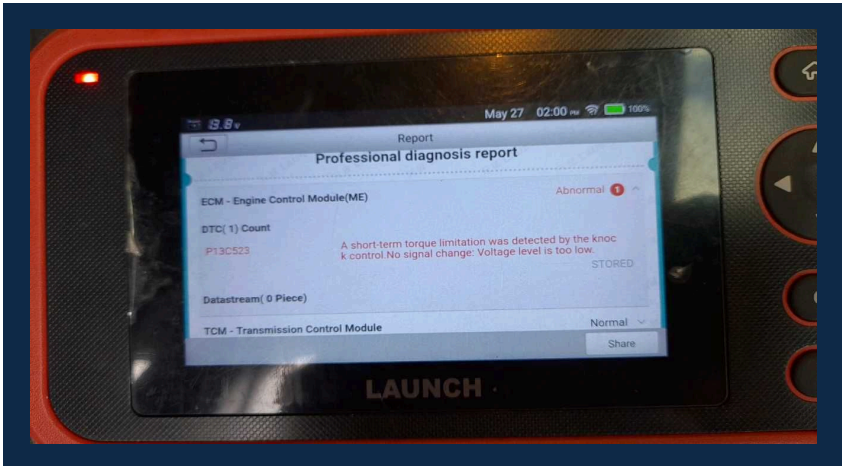 13.8v May 27 02:00 PM 100%
Report
Professional diagnosis report
ECM - Engine Control Module(ME) Abnormal 1
DTC( 1) Count
P13C523 A short-term torque limitation was detected by the knoc
k control.No signal change: Voltage level is too low.
STORED
Datastream( 0 Piece)
TCM - Transmission Control Module Normal
Share
LAUNCH